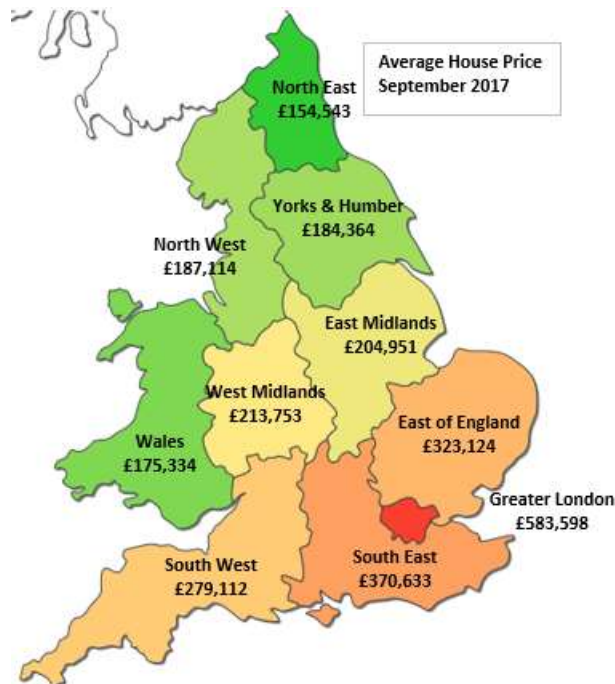 Average House Price
September 2017
North East
£154,543
Yorks & Humber
£184,364
North West
£187,114
East Midlands
£204,951
West Midlands
£213,753
East of England
£323,124
Wales
£175,334
Greater London
£583,598
South West
£279,112
South East
£370,633